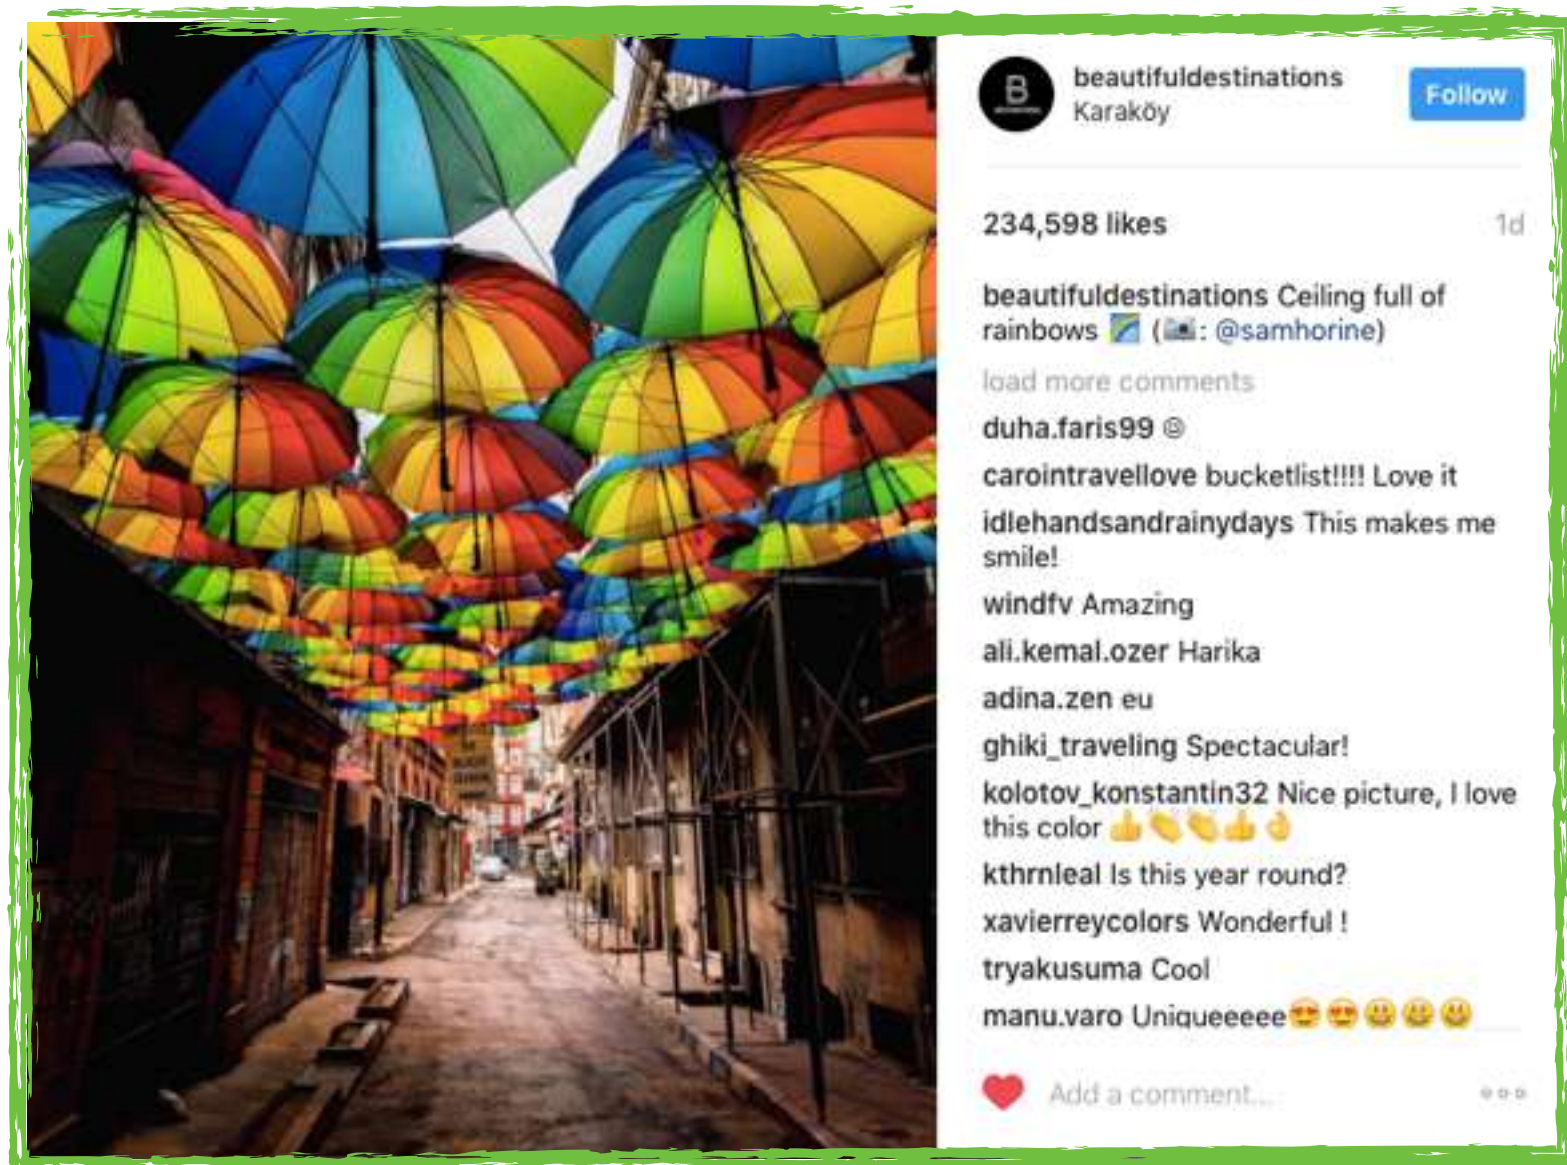 B
beautifuldestinations
Karaköy
Follow
234,598 likes
1d
beautifuldestinations Ceiling full of
rainbows 🌈 (📷: @samhorine)
load more comments
duha.faris99
carointravellove bucketlist!!!! Love it
idlehandsandrainydays This makes me
smile!
windfv Amazing
ali.kemal.ozer Harika
adina.zen eu
ghiki_traveling Spectacular!
kolotov_konstantin32 Nice picture, I love
this color 👍👏👏👍👌
kthrnleal Is this year round?
xavierreycolors Wonderful !
tryakusuma Cool
manu.varo Uniqueeeee😍😍😃😃😃
Add a comment...